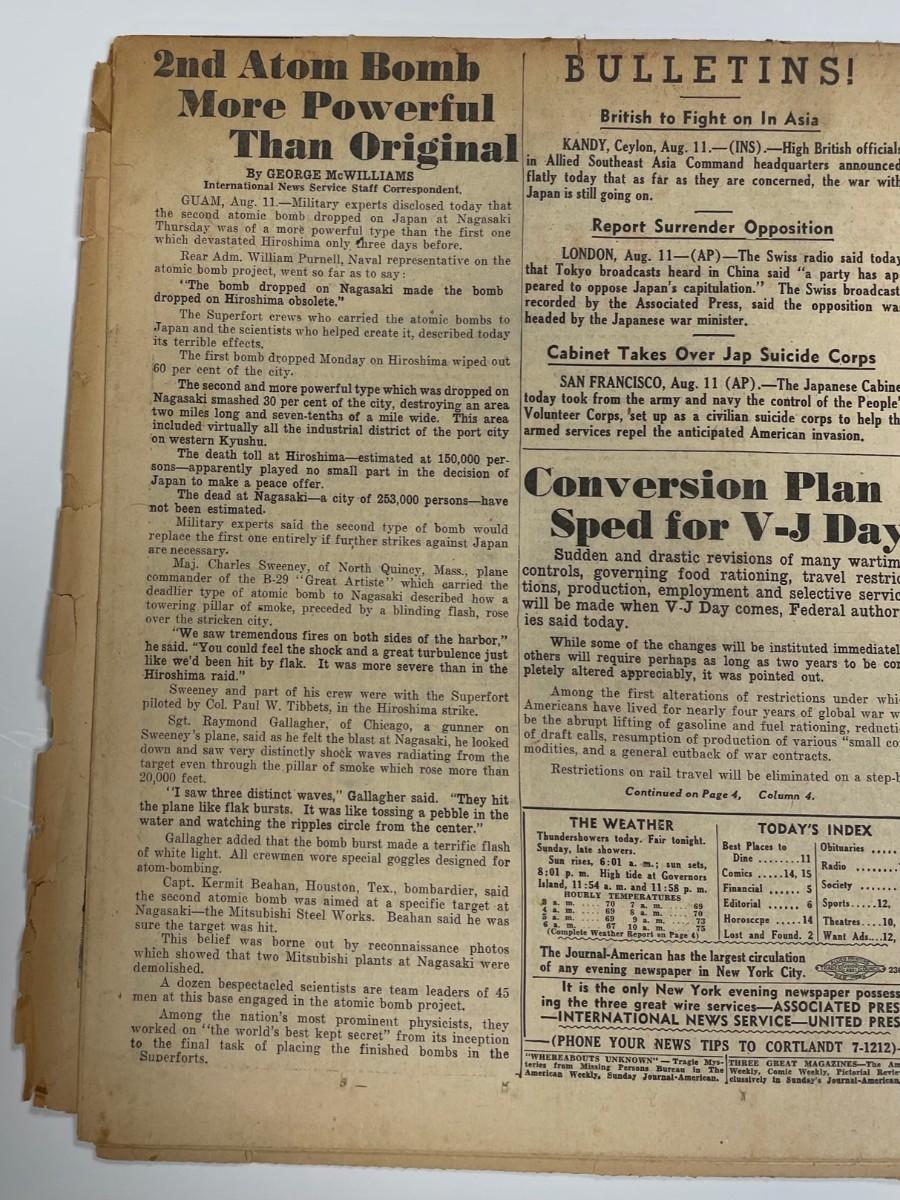 2nd Atom Bomb
More Powerful
Than Original
By GEORGE McWILLIAMS
International News Service Staff Correspondent.
GUAM, Aug. 11.—Military experts disclosed today that
the second atomic bomb dropped on Japan at Nagasaki
Thursday was of a more powerful type than the first one
which devastated Hiroshima only three days before.
Rear Adm. William Purnell, Naval representative on the
atomic bomb project, went so far as to say:
"The bomb dropped on Nagasaki made the bomb
dropped on Hiroshima obsolete."
The Superfort crews who carried the atomic bombs to
Japan and the scientists who helped create it, described today
its terrible effects.
The first bomb dropped Monday on Hiroshima wiped out
60 per cent of the city.
The second and more powerful type which was dropped on
Nagasaki smashed 30 per cent of the city, destroying an area
two miles long and seven-tenths of a mile wide. This area
included virtually all the industrial district of the port city
on western Kyushu.
The death toll at Hiroshima—estimated at 150,000 per-
sons—apparently played no small part in the decision of
Japan to make a peace offer.
The dead at Nagasaki—a city of 253,000 persons—have
not been estimated.
Military experts said the second type of bomb would
replace the first one entirely if further strikes against Japan
are necessary.
Maj. Charles Sweeney, of North Quincy, Mass., plane
commander of the B-29 "Great Artiste" which carried the
deadlier type of atomic bomb to Nagasaki described how a
towering pillar of smoke, preceded by a blinding flash, rose
over the stricken city.
"We saw tremendous fires on both sides of the harbor,"
he said. "You could feel the shock and a great turbulence just
like we'd been hit by flak. It was more severe than in the
Hiroshima raid."
Sweeney and part of his crew were with the Superfort
piloted by Col. Paul W. Tibbets, in the Hiroshima strike.
Sgt. Raymond Gallagher, of Chicago, a gunner on
Sweeney's plane, said as he felt the blast at Nagasaki, he looked
down and saw very distinctly shock waves radiating from the
target even through the pillar of smoke which rose more than
20,000 feet.
"I saw three distinct waves," Gallagher said. "They hit
the plane like flak bursts. It was like tossing a pebble in the
water and watching the ripples circle from the center."
Gallagher added that the bomb burst made a terrific flash
of white light. All crewmen wore special goggles designed for
atom-bombing.
Capt. Kermit Beahan, Houston, Tex., bombardier, said
the second atomic bomb was aimed at a specific target at
Nagasaki—the Mitsubishi Steel Works. Beahan said he was
sure the target was hit.
This belief was borne out by reconnaissance photos
which showed that two Mitsubishi plants at Nagasaki were
demolished.
A dozen bespectacled scientists are team leaders of 45
men at this base engaged in the atomic bomb project.
Among the nation's most prominent physicists, they
worked on "the world's best kept secret" from its inception
to the final task of placing the finished bombs in the
Superforts.
BULLETINS!
British to Fight on In Asia
KANDY, Ceylon, Aug. 11.—(INS).—High British officials
in Allied Southeast Asia Command headquarters announced
flatly today that as far as they are concerned, the war with
Japan is still going on.
Report Surrender Opposition
LONDON, Aug. 11—(AP)—The Swiss radio said today
that Tokyo broadcasts heard in China said "a party has ap-
peared to oppose Japan's capitulation." The Swiss broadcast,
recorded by the Associated Press, said the opposition wa
headed by the Japanese war minister.
Cabinet Takes Over Jap Suicide Corps
SAN FRANCISCO, Aug. 11 (AP).—The Japanese Cabine
today took from the army and navy the control of the People'
Volunteer Corps, set up as a civilian suicide corps to help th
armed services repel the anticipated American invasion.
Conversion Plan
Sped for V-J Day
Sudden and drastic revisions of many wartim
controls, governing food rationing, travel restric
tions, production, employment and selective servic
will be made when V-J Day comes, Federal author
ies said today.
While some of the changes will be instituted immediatel
others will require perhaps as long as two years to be co
pletely altered appreciably, it was pointed out.
Among the first alterations of restrictions under whi
Americans have lived for nearly four years of global war w
be the abrupt lifting of gasoline and fuel rationing, reducti
of draft calls, resumption of production of various "small co
modities, and a general cutback of war contracts.
Restrictions on rail travel will be eliminated on a step-b
Continued on Page 4, Column 4.
THE WEATHER
Thundershowers today. Fair tonight.
Sunday, late showers.
Sun rises, 6:01 a. m.; sun sets,
8:01 p. m. High tide at Governors
Island, 11:54 a. m. and 11:58 p. m.
HOURLY TEMPERATURES
3 a. m. .... 70 7 a. m. ... 69
4 a. m. .... 69 8 a. m. .... 70
5 a. m. .... 69 9 a. m. .... 73
6 a. m. .... 67 10 a. m. .... 75
(Complete Weather Report on Page 4)
TODAY'S INDEX
Best Places to
Dine ........11
Comics .....14, 15
Financial ...... 5
Editorial ...... 6
Horoscope .....14
Lost and Found. 2
Obituaries .....
Radio ........
Society .......
Sports.....12,
Theatres....10,
Want Ads...12,
The Journal-American has the largest circulation
of any evening newspaper in New York City.
230
It is the only New York evening newspaper possess
ing the three great wire services—ASSOCIATED PRES
—INTERNATIONAL NEWS SERVICE—UNITED PRES
—(PHONE YOUR NEWS TIPS TO CORTLANDT 7-1212)—
"WHEREABOUTS UNKNOWN"—Tragic Mys-
teries from Missing Persons Bureau in The
American Weekly, Sunday Journal-American.
THREE GREAT MAGAZINES—The Am
Weekly, Comic Weekly, Pictorial Revie
clusively in Sunday's Journal-American